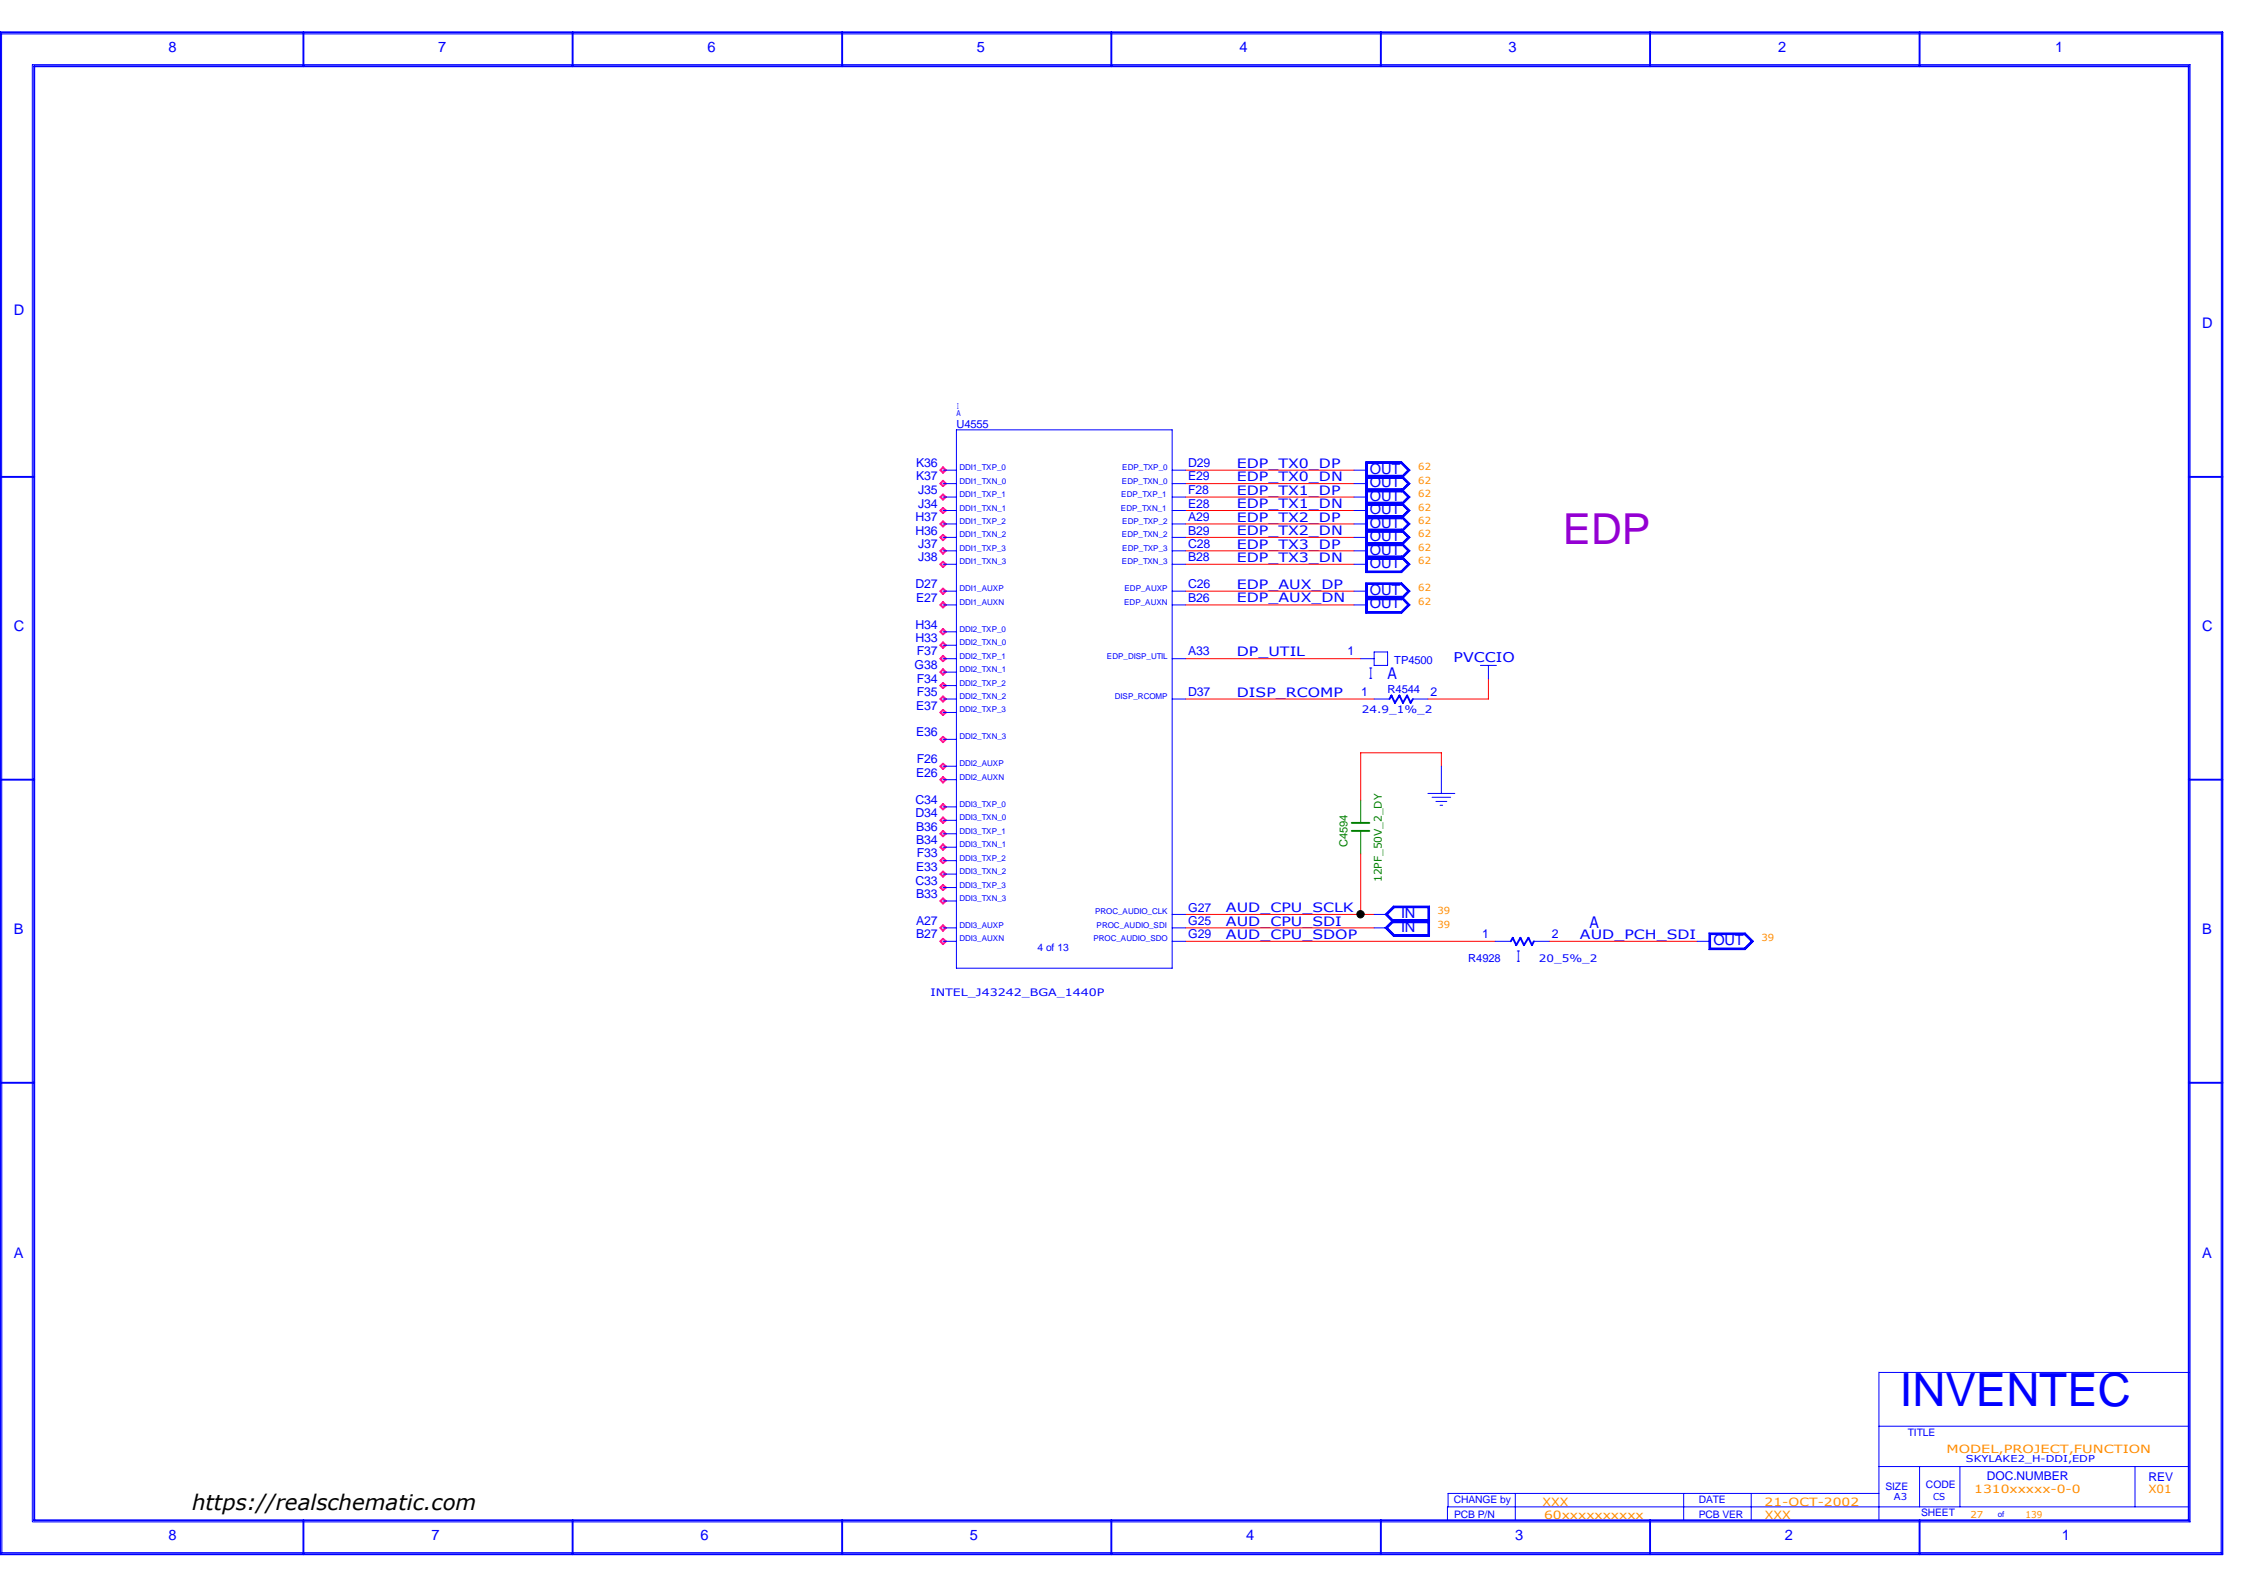 8 7 6 5 4 3 2 1
D D
C C
B B
A A
I
A
U4555
K36 DDI1_TXP_0 EDP_TXP_0 D29 EDP_TX0_DP OUT 62
K37 DDI1_TXN_0 EDP_TXN_0 E29 EDP_TX0_DN OUT 62
J35 DDI1_TXP_1 EDP_TXP_1 F28 EDP_TX1_DP OUT 62
J34 DDI1_TXN_1 EDP_TXN_1 E28 EDP_TX1_DN OUT 62
H37 DDI1_TXP_2 EDP_TXP_2 A29 EDP_TX2_DP OUT 62
H36 DDI1_TXN_2 EDP_TXN_2 B29 EDP_TX2_DN OUT 62
J37 DDI1_TXP_3 EDP_TXP_3 C28 EDP_TX3_DP OUT 62
J38 DDI1_TXN_3 EDP_TXN_3 B28 EDP_TX3_DN OUT 62
EDP
D27 DDI1_AUXP EDP_AUXP C26 EDP_AUX_DP OUT 62
E27 DDI1_AUXN EDP_AUXN B26 EDP_AUX_DN OUT 62
H34 DDI2_TXP_0
H33 DDI2_TXN_0
F37 DDI2_TXP_1 EDP_DISP_UTIL A33 DP_UTIL 1 TP4500 PVCCIO
G38 DDI2_TXN_1 I A
F34 DDI2_TXP_2
F35 DDI2_TXN_2 DISP_RCOMP D37 DISP_RCOMP 1 R4544 2
E37 DDI2_TXP_3 24.9_1%_2
E36 DDI2_TXN_3
F26 DDI2_AUXP
E26 DDI2_AUXN
C34 DDI3_TXP_0
D34 DDI3_TXN_0
B36 DDI3_TXP_1
B34 DDI3_TXN_1
F33 DDI3_TXP_2
E33 DDI3_TXN_2
C33 DDI3_TXP_3
B33 DDI3_TXN_3
C4594
12PF_50V_2_DY
PROC_AUDIO_CLK G27 AUD_CPU_SCLK IN 39
A27 DDI3_AUXP PROC_AUDIO_SDI G25 AUD_CPU_SDI IN 39
B27 DDI3_AUXN PROC_AUDIO_SDO G29 AUD_CPU_SDOP 1 2 A AUD_PCH_SDI OUT 39
4 of 13
R4928 I 20_5%_2
INTEL_J43242_BGA_1440P
INVENTEC
TITLE
MODEL,PROJECT,FUNCTION
SKYLAKE2_H-DDI,EDP
SIZE A3 CODE CS DOC.NUMBER 1310xxxxx-0-0 REV X01
CHANGE by XXX DATE 21-OCT-2002
PCB P/N 60xxxxxxxxxx PCB VER XXX
SHEET 27 of 139
https://realschematic.com
8 7 6 5 4 3 2 1